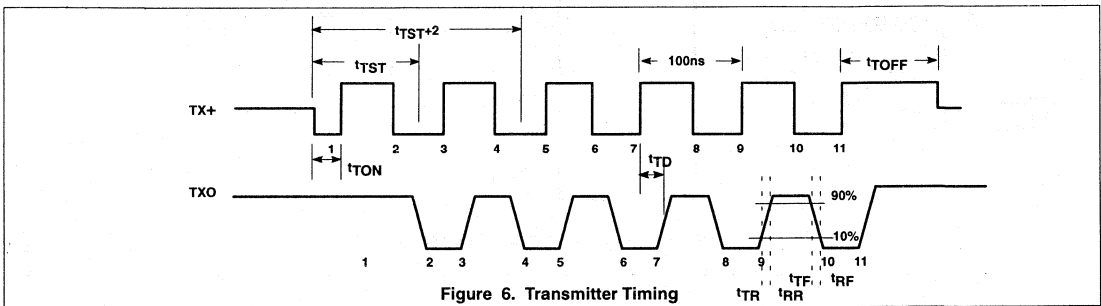 tTST+2
tTST
100ns
tTOFF
TX+
1 2 3 4 5 6 7 8 9 10 11
tTON
tTD
TXO
90%
10%
1 2 3 4 5 6 7 8 9 10 11
tTF tRF
tTR tRR
Figure 6. Transmitter Timing